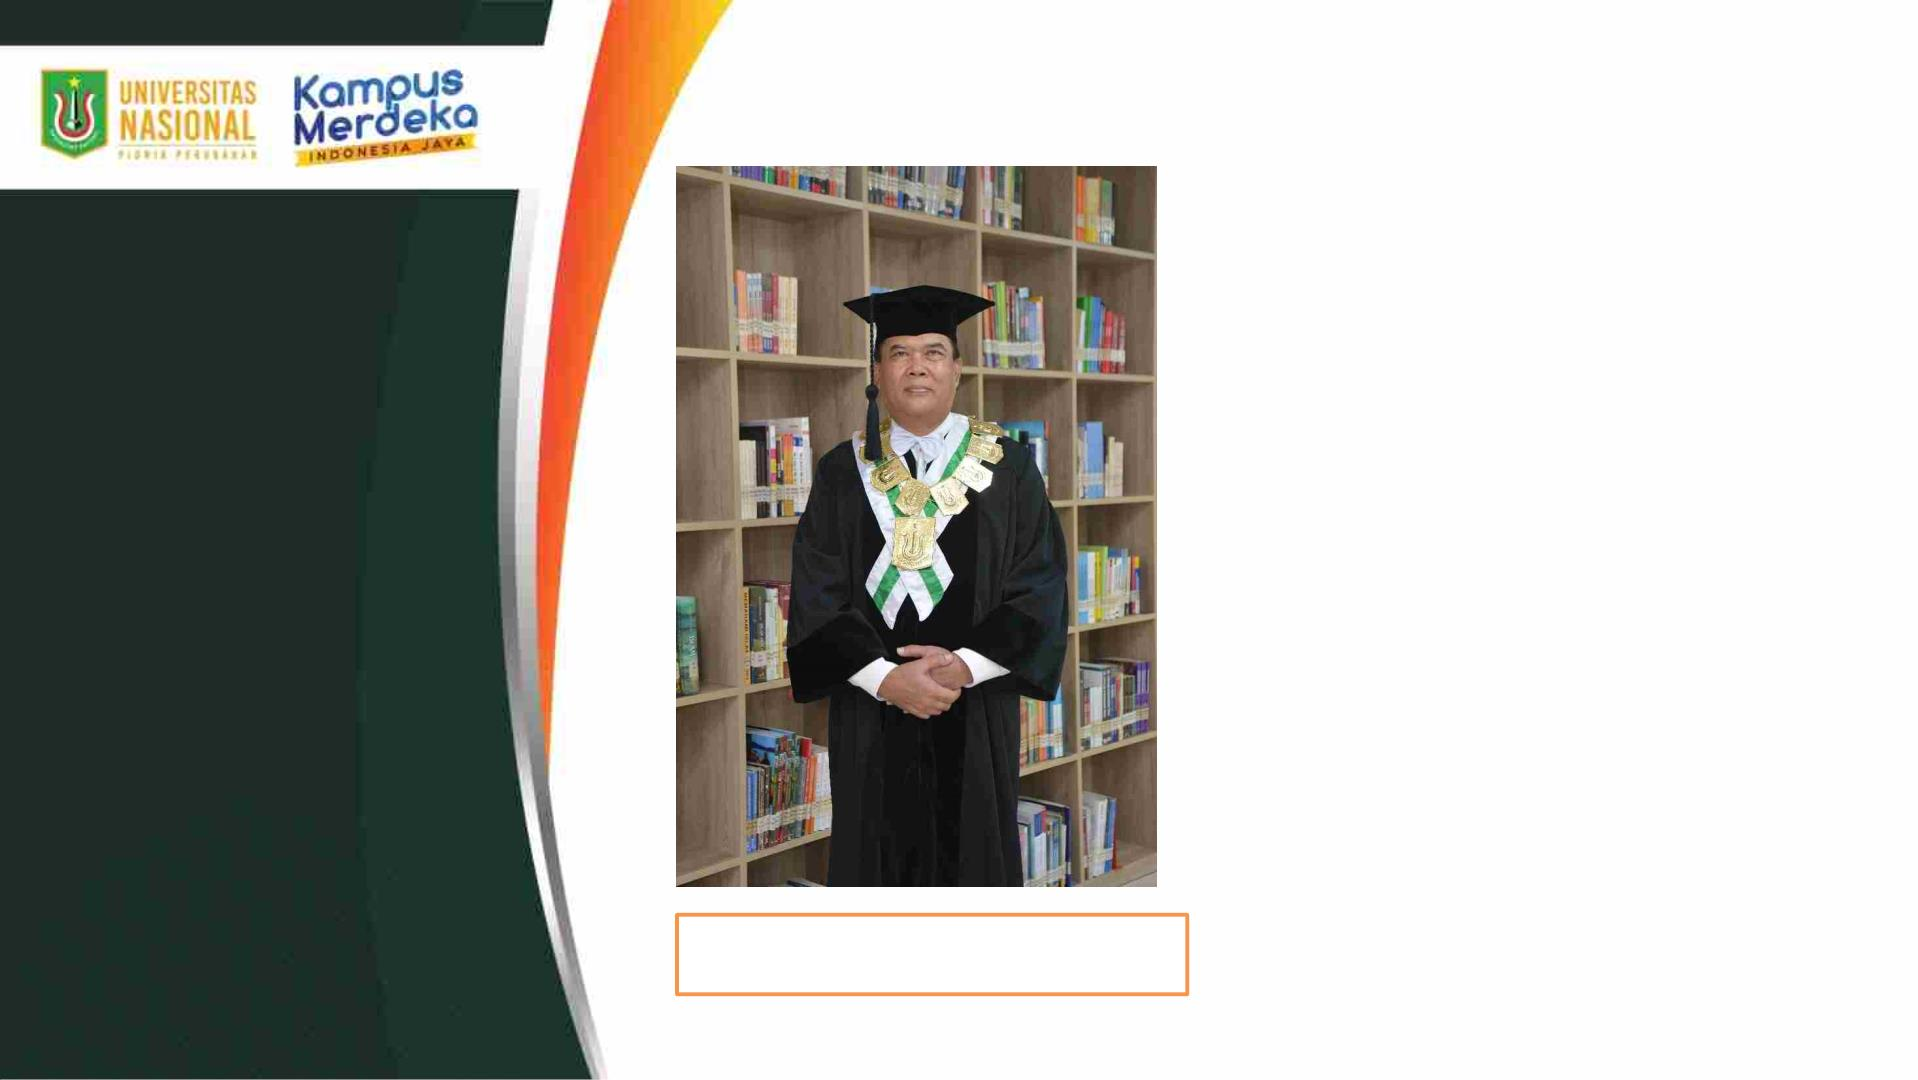 UNIVERSITAS
NASIONAL
PIONIR PERUBAHAN
Kampus
Merdeka
INDONESIA JAYA